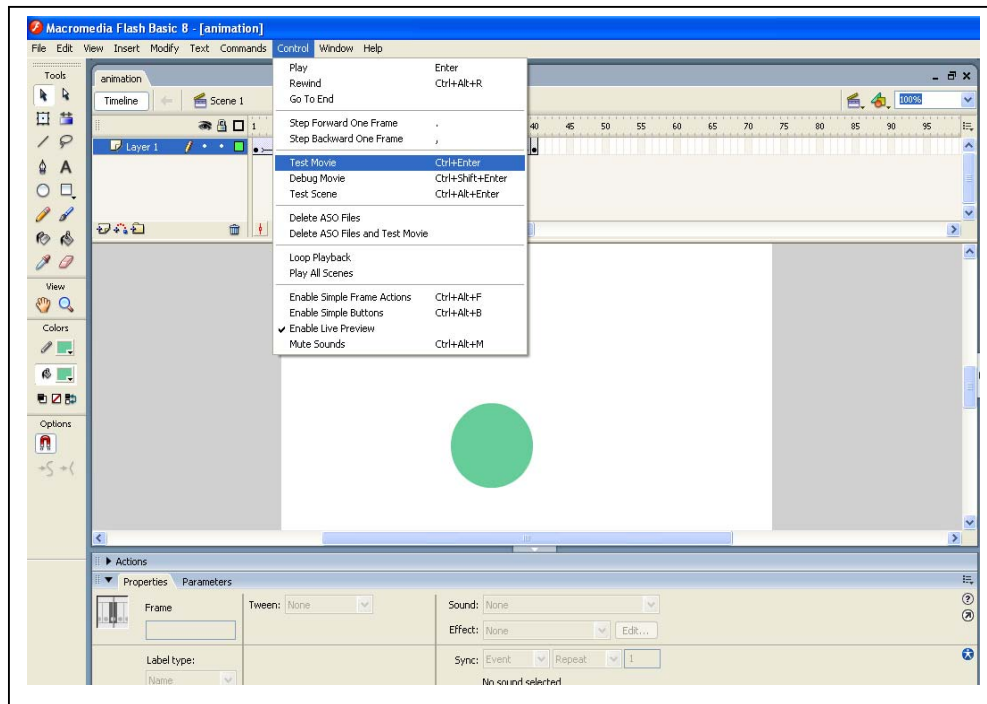 Macromedia Flash Basic 8 - [animation]
File Edit View Insert Modify Text Commands Control Window Help
Tools
View
Colors
Options
animation
Timeline Scene 1 100%
1 40 45 50 55 60 65 70 75 80 85 90 95
Layer 1
Play Enter
Rewind Ctrl+Alt+R
Go To End
Step Forward One Frame .
Step Backward One Frame ,
Test Movie Ctrl+Enter
Debug Movie Ctrl+Shift+Enter
Test Scene Ctrl+Alt+Enter
Delete ASO Files
Delete ASO Files and Test Movie
Loop Playback
Play All Scenes
Enable Simple Frame Actions Ctrl+Alt+F
Enable Simple Buttons Ctrl+Alt+B
Enable Live Preview
Mute Sounds Ctrl+Alt+M
Actions
Properties Parameters
Frame Tween: None Sound: None
Effect: None Edit...
Label type: Sync: Event Repeat 1
Name No sound selected